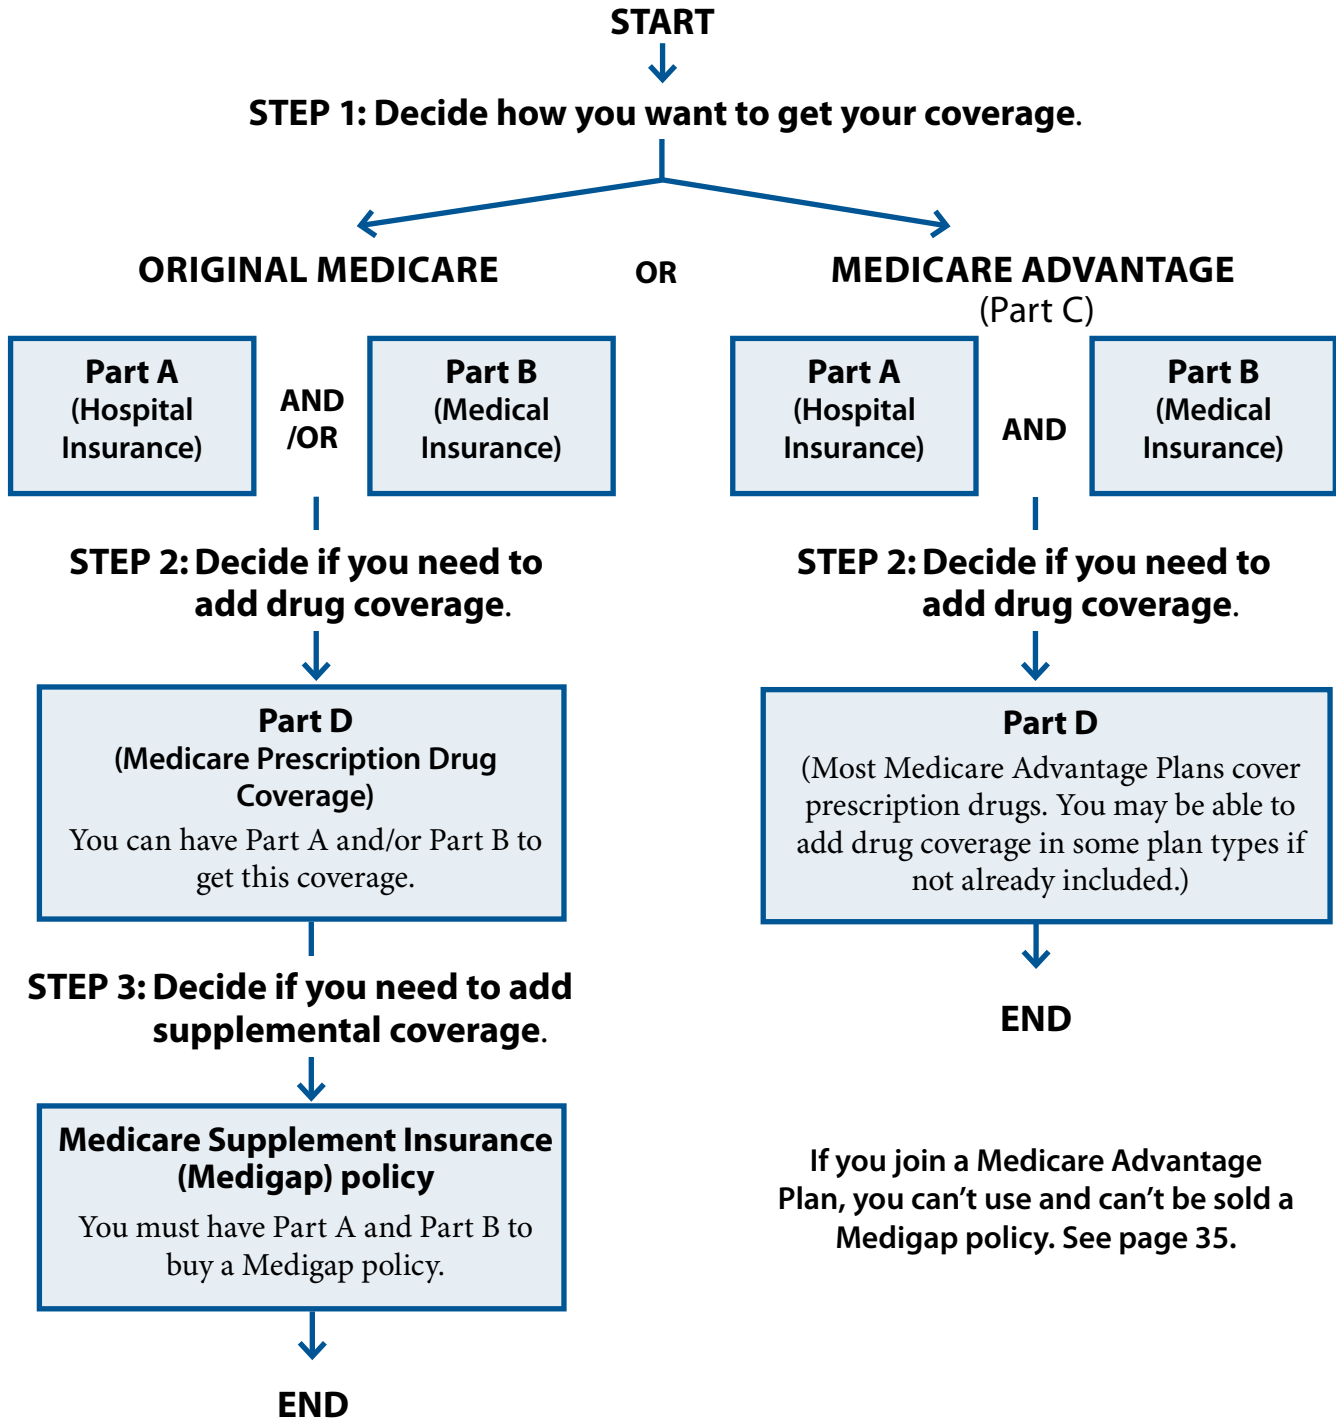 START
STEP 1: Decide how you want to get your coverage.
ORIGINAL MEDICARE
OR
MEDICARE ADVANTAGE
(Part C)
Part A
(Hospital
Insurance)
AND
/OR
Part B
(Medical
Insurance)
Part A
(Hospital
Insurance)
AND
Part B
(Medical
Insurance)
STEP 2: Decide if you need to
add drug coverage.
Part D
(Medicare Prescription Drug
Coverage)
You can have Part A and/or Part B to
get this coverage.
STEP 3: Decide if you need to add
supplemental coverage.
Medicare Supplement Insurance
(Medigap) policy
You must have Part A and Part B to
buy a Medigap policy.
END
STEP 2: Decide if you need to
add drug coverage.
Part D
(Most Medicare Advantage Plans cover
prescription drugs. You may be able to
add drug coverage in some plan types if
not already included.)
END
If you join a Medicare Advantage
Plan, you can’t use and can’t be sold a
Medigap policy. See page 35.